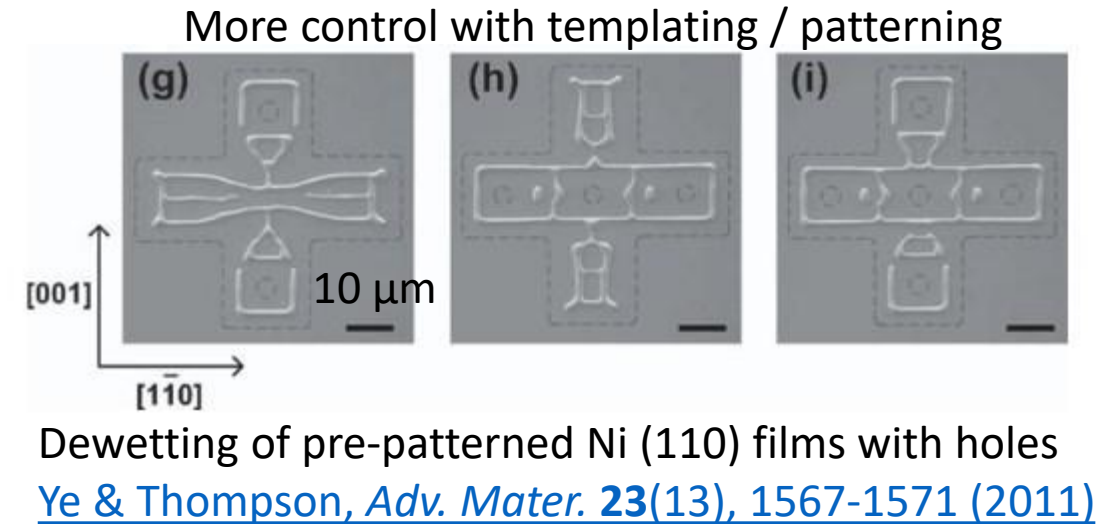 More control with templating / patterning
(g) (h) (i)
[001]
10 μm
[11̅0]
Dewetting of pre-patterned Ni (110) films with holes
Ye & Thompson, Adv. Mater. 23(13), 1567-1571 (2011)